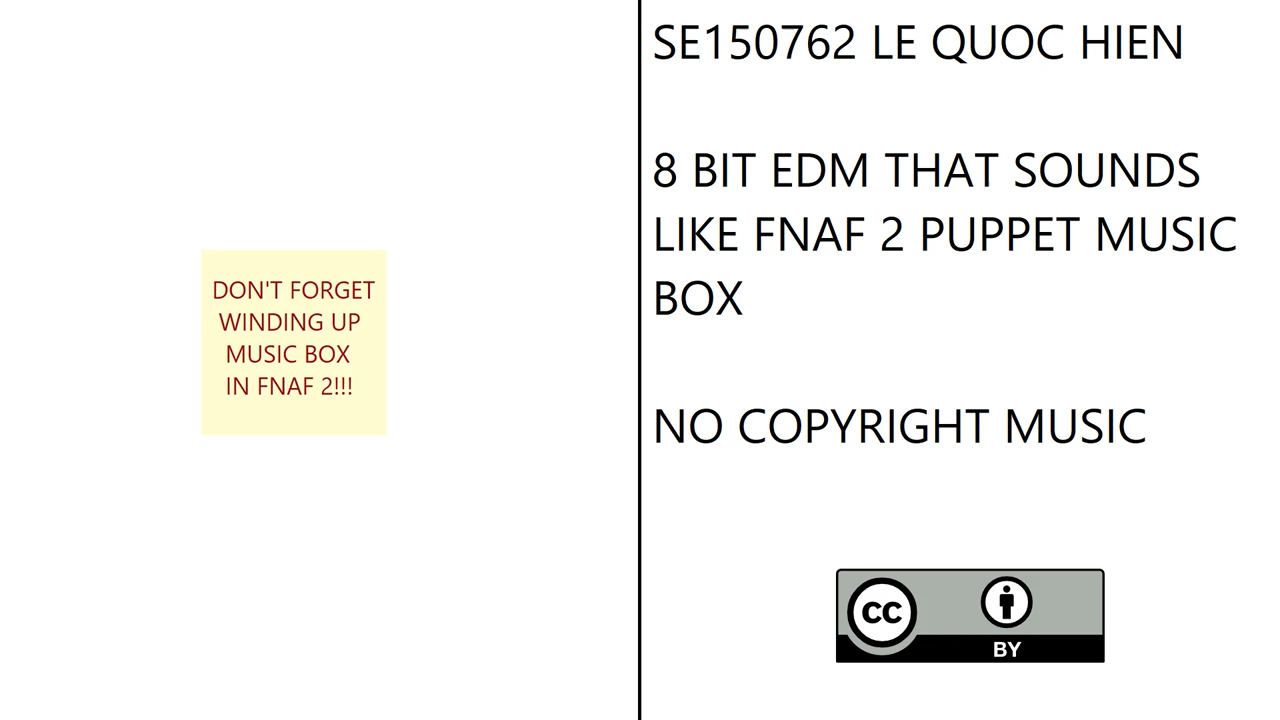 DON'T FORGET
WINDING UP
MUSIC BOX
IN FNAF 2!!!
SE150762 LE QUOC HIEN
8 BIT EDM THAT SOUNDS
LIKE FNAF 2 PUPPET MUSIC
BOX
NO COPYRIGHT MUSIC
CC
BY